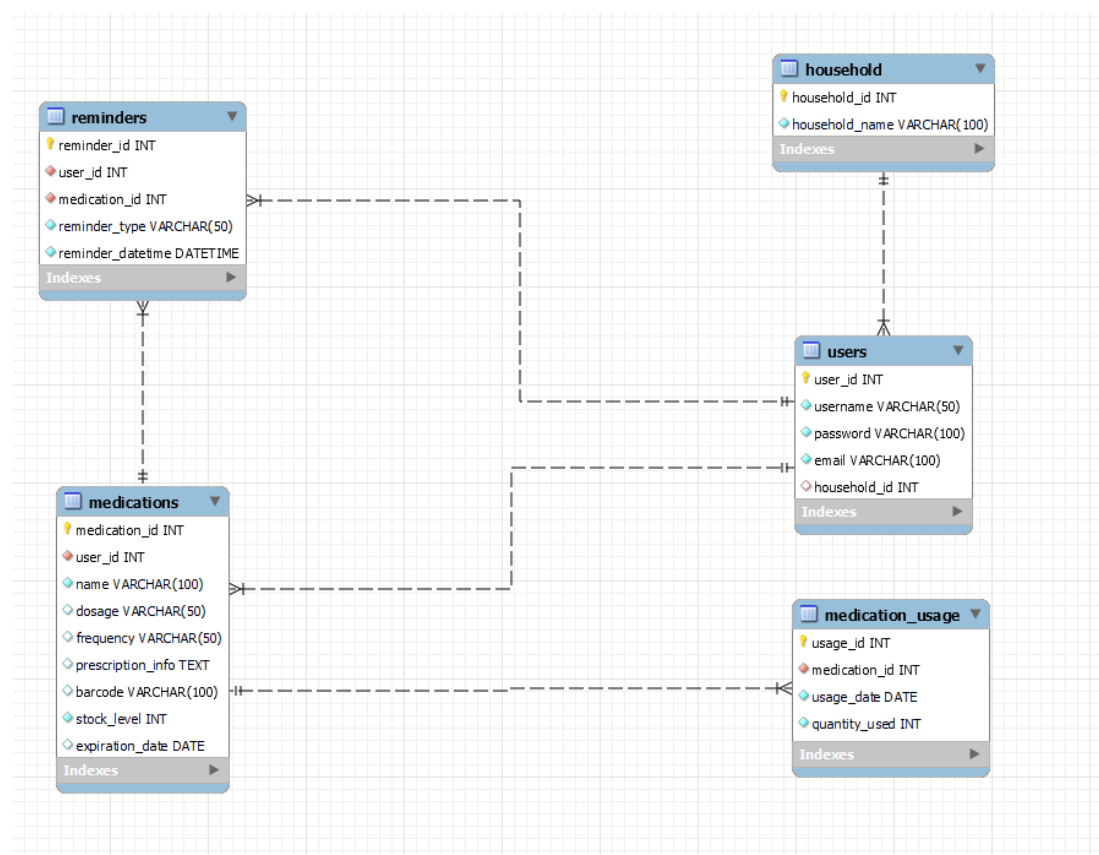 reminders
reminder_id INT
user_id INT
medication_id INT
reminder_type VARCHAR(50)
reminder_datetime DATETIME
Indexes
household
household_id INT
household_name VARCHAR(100)
Indexes
users
user_id INT
username VARCHAR(50)
password VARCHAR(100)
email VARCHAR(100)
household_id INT
Indexes
medications
medication_id INT
user_id INT
name VARCHAR(100)
dosage VARCHAR(50)
frequency VARCHAR(50)
prescription_info TEXT
barcode VARCHAR(100)
stock_level INT
expiration_date DATE
Indexes
medication_usage
usage_id INT
medication_id INT
usage_date DATE
quantity_used INT
Indexes